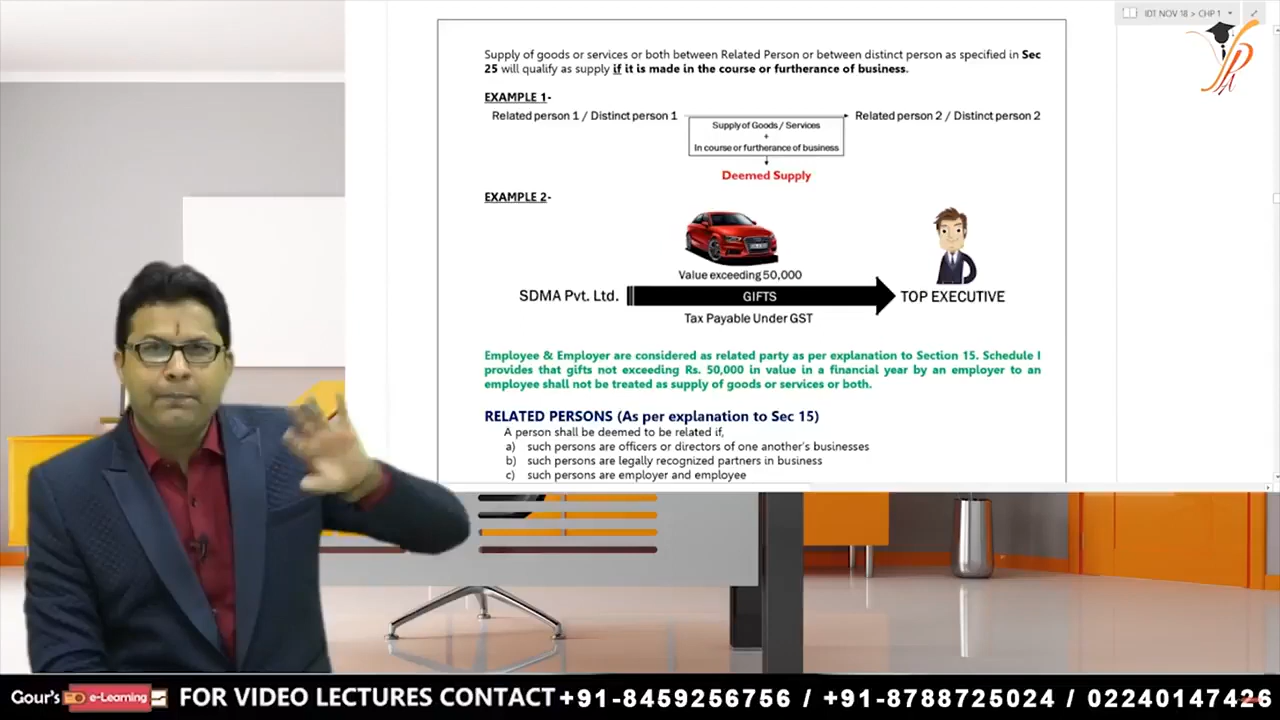 IDT NOV 18 > CHP 1
Supply of goods or services or both between Related Person or between distinct person as specified in Sec
25 will qualify as supply if it is made in the course or furtherance of business.
EXAMPLE 1-
Related person 1 / Distinct person 1
Supply of Goods / Services
+
In course or furtherance of business
Related person 2 / Distinct person 2
Deemed Supply
EXAMPLE 2-
Value exceeding 50,000
SDMA Pvt. Ltd.
GIFTS
TOP EXECUTIVE
Tax Payable Under GST
Employee & Employer are considered as related party as per explanation to Section 15. Schedule I
provides that gifts not exceeding Rs. 50,000 in value in a financial year by an employer to an
employee shall not be treated as supply of goods or services or both.
RELATED PERSONS (As per explanation to Sec 15)
A person shall be deemed to be related if,
a) such persons are officers or directors of one another's businesses
b) such persons are legally recognized partners in business
c) such persons are employer and employee
Gour's e-Learning FOR VIDEO LECTURES CONTACT +91-8459256756 / +91-8788725024 / 02240147426